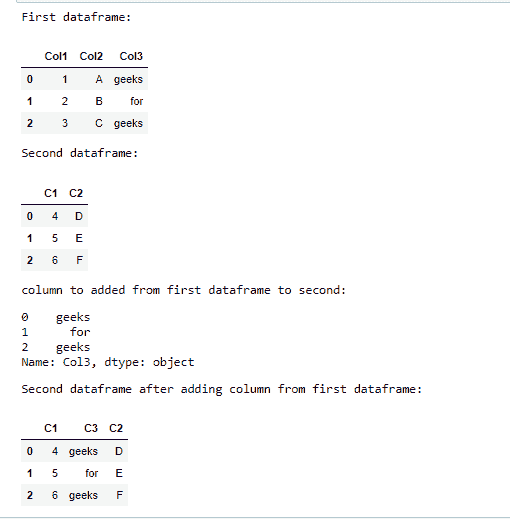 First dataframe:
Col1 Col2 Col3
0 1 A geeks
1 2 B for
2 3 C geeks
Second dataframe:
C1 C2
0 4 D
1 5 E
2 6 F
column to added from first dataframe to second:
0 geeks
1 for
2 geeks
Name: Col3, dtype: object
Second dataframe after adding column from first dataframe:
C1 C3 C2
0 4 geeks D
1 5 for E
2 6 geeks F